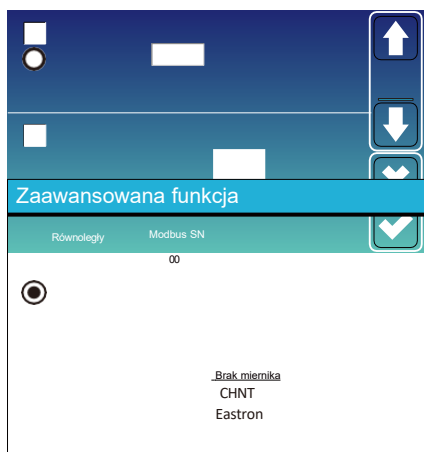 Zaawansowana funkcja
Równoległy Modbus SN
00
Brak miernika
CHNT
Eastron